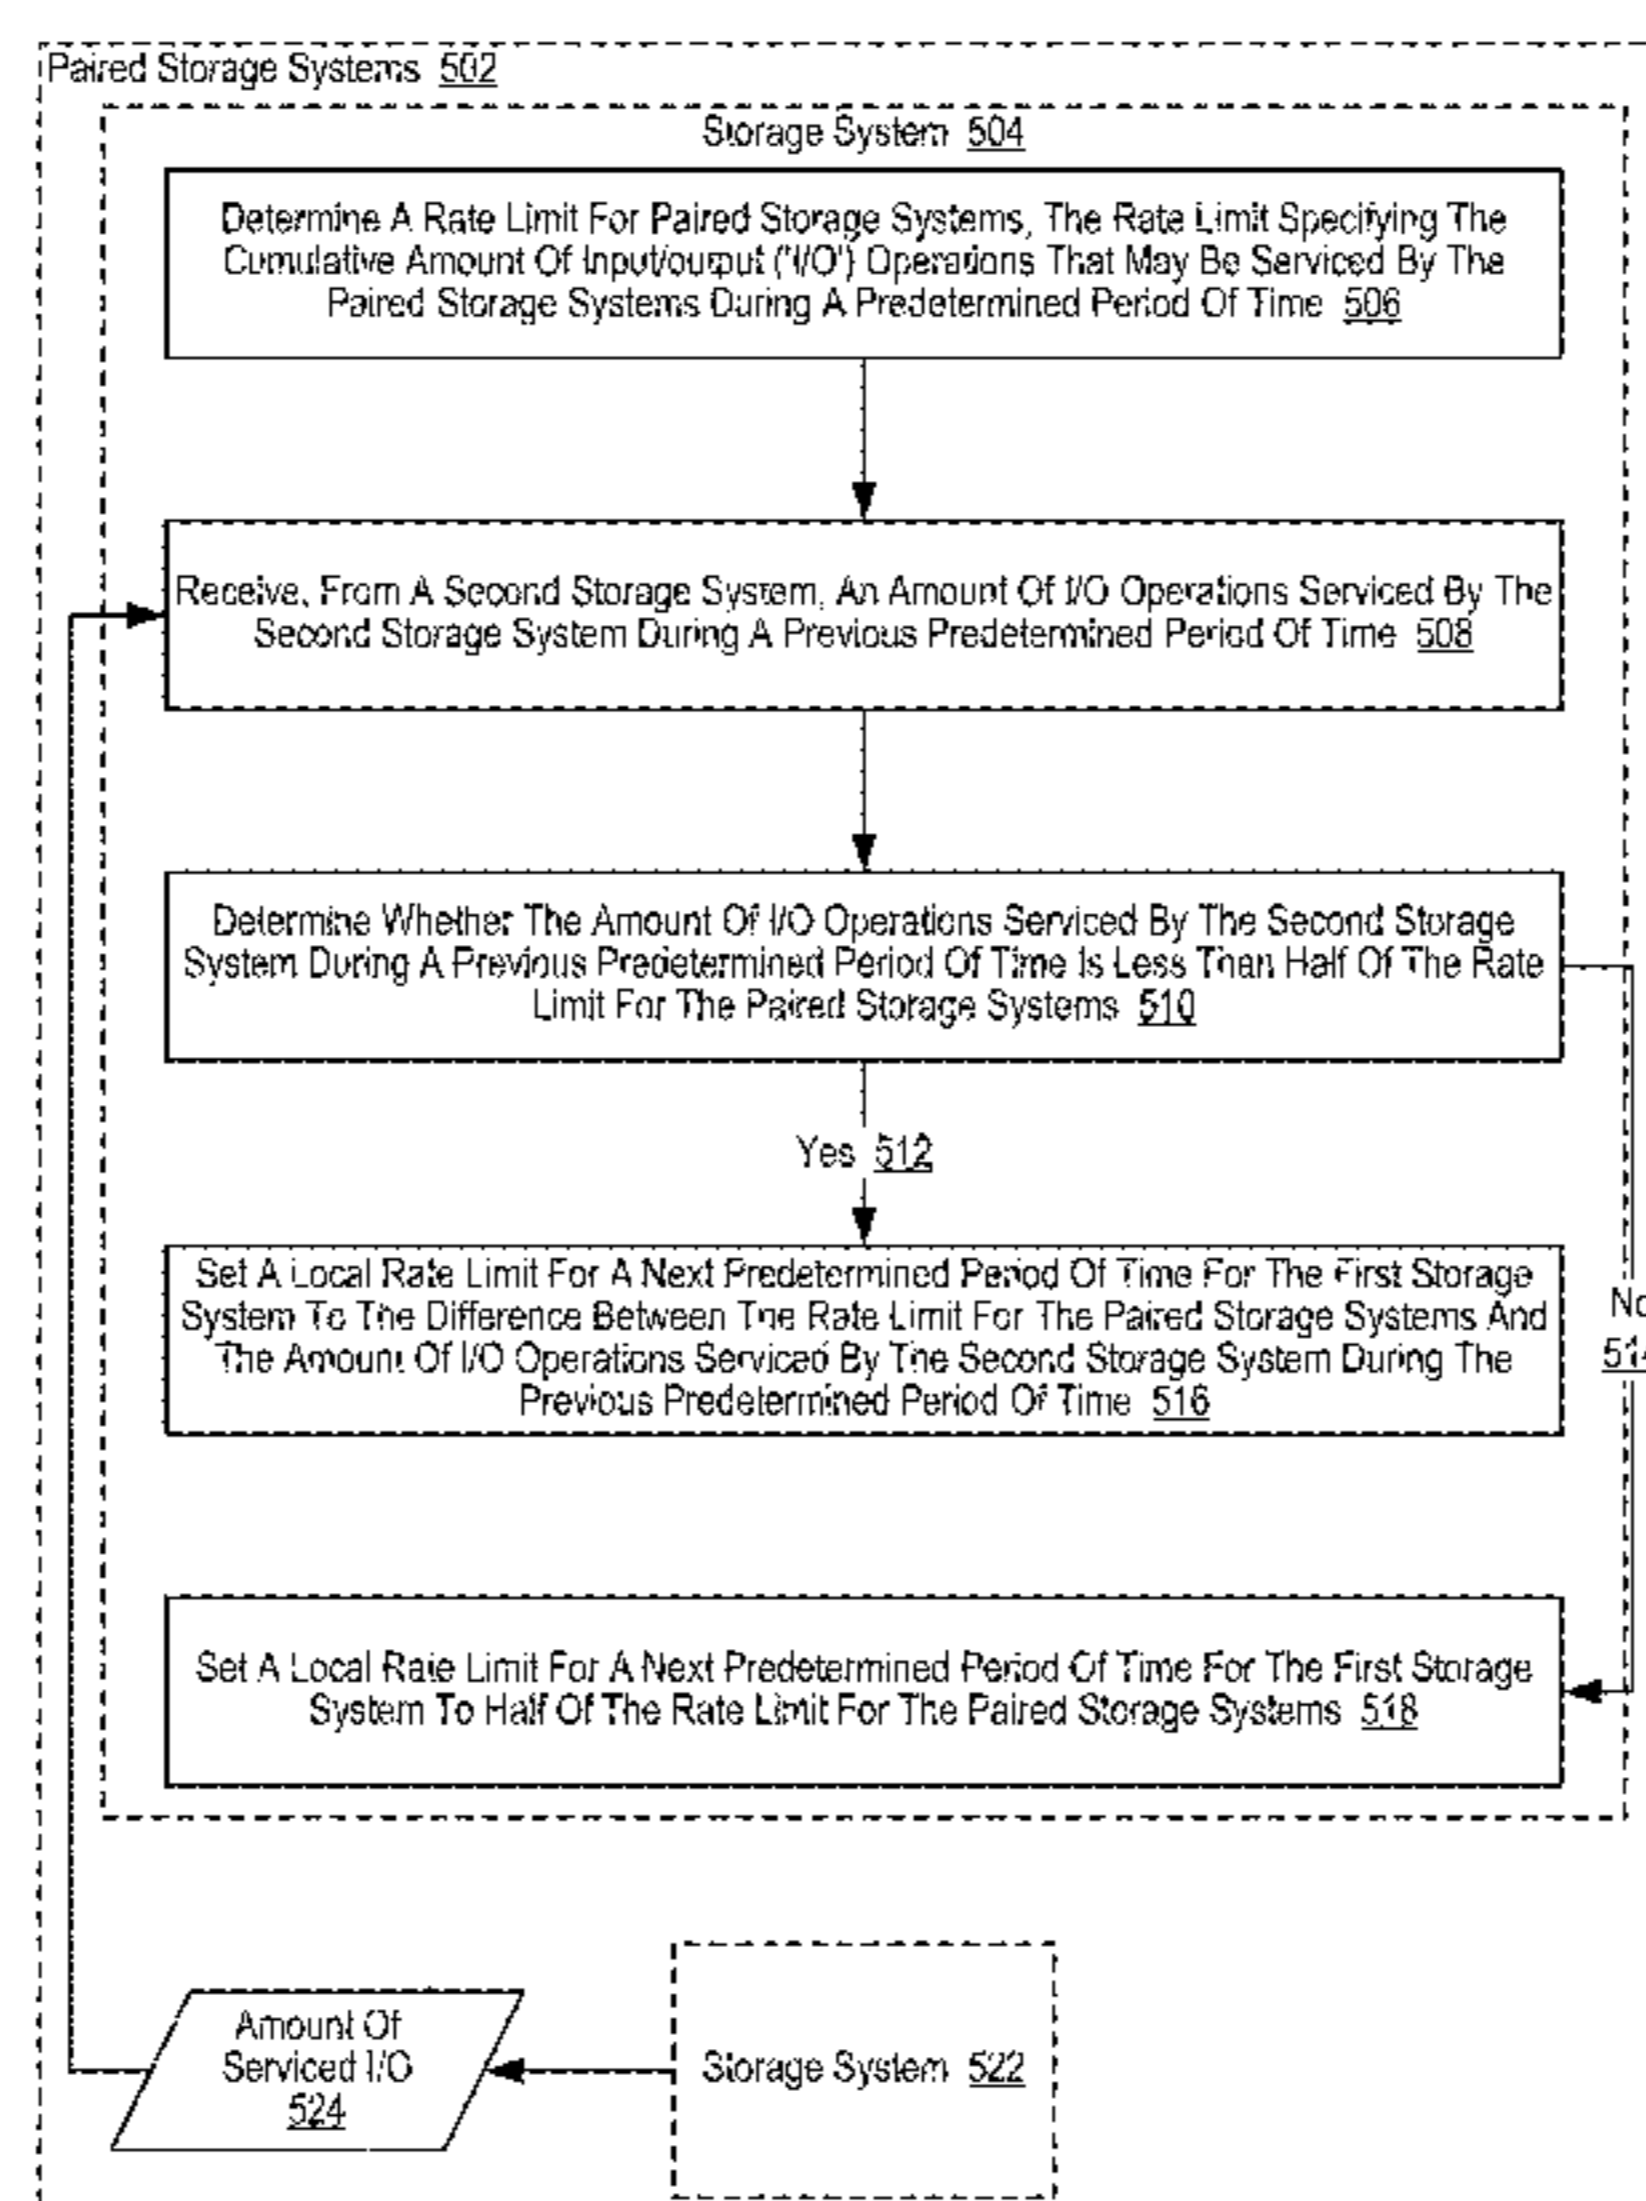 Paired Storage Systems 502
Storage System 504
Determine A Rate Limit For Paired Storage Systems, The Rate Limit Specifying The
Cumulative Amount Of Input/output ('I/O') Operations That May Be Serviced By The
Paired Storage Systems During A Predetermined Period Of Time 506
Receive, From A Second Storage System, An Amount Of I/O Operations Serviced By The
Second Storage System During A Previous Predetermined Period Of Time 508
Determine Whether The Amount Of I/O Operations Serviced By The Second Storage
System During A Previous Predetermined Period Of Time Is Less Than Half Of The Rate
Limit For The Paired Storage Systems 510
Yes 512
Set A Local Rate Limit For A Next Predetermined Period Of Time For The First Storage
System To The Difference Between The Rate Limit For The Paired Storage Systems And
The Amount Of I/O Operations Serviced By The Second Storage System During The
Previous Predetermined Period Of Time 516
No
514
Set A Local Rate Limit For A Next Predetermined Period Of Time For The First Storage
System To Half Of The Rate Limit For The Paired Storage Systems 518
Amount Of
Serviced I/O
524
Storage System 522